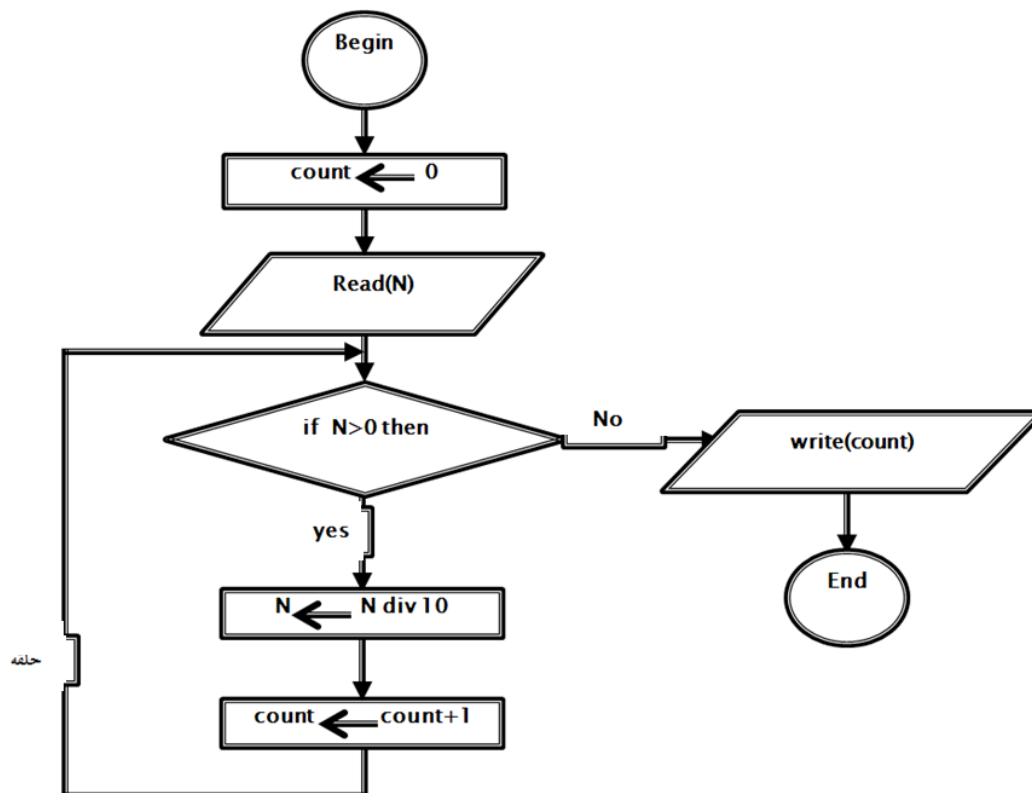 Begin
count ← 0
Read(N)
if N>0 then
No
write(count)
yes
End
N ← N div 10
حلقه
count ← count+1